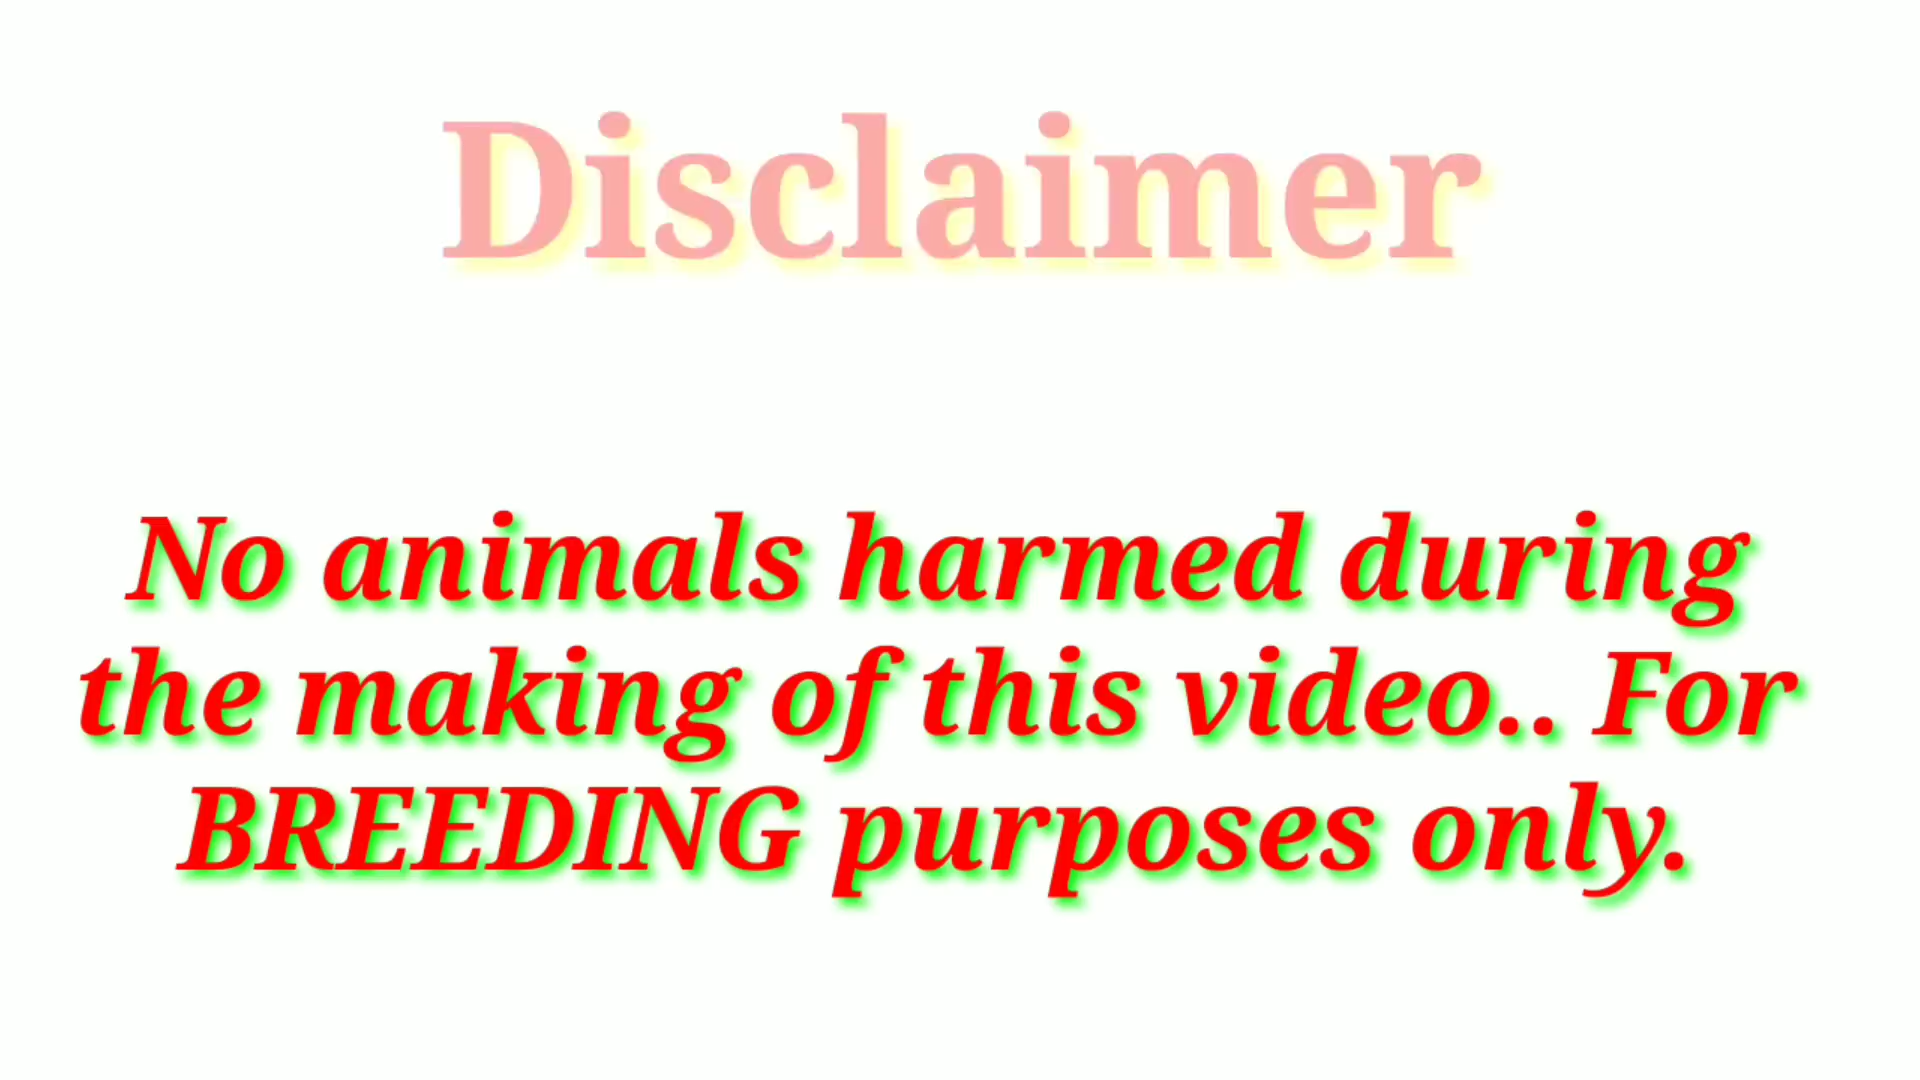 Disclaimer
No animals harmed during
the making of this video.. For
BREEDING purposes only.